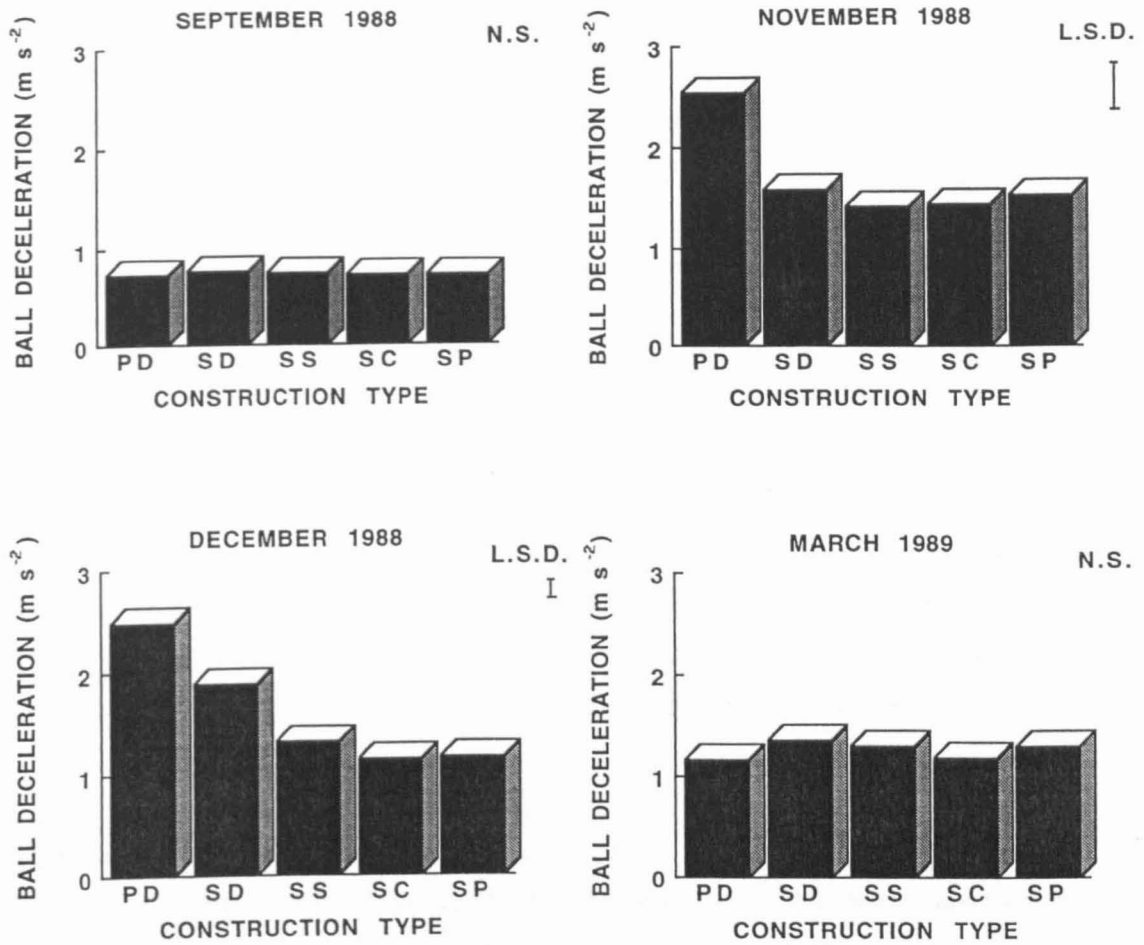 SEPTEMBER 1988
N.S.
BALL DECELERATION (m s⁻²)
3
2
1
0
PD SD SS SC SP
CONSTRUCTION TYPE
NOVEMBER 1988
L.S.D.
BALL DECELERATION (m s⁻²)
3
2
1
0
PD SD SS SC SP
CONSTRUCTION TYPE
DECEMBER 1988
L.S.D.
BALL DECELERATION (m s⁻²)
3
2
1
0
PD SD SS SC SP
CONSTRUCTION TYPE
MARCH 1989
N.S.
BALL DECELERATION (m s⁻²)
3
2
1
0
PD SD SS SC SP
CONSTRUCTION TYPE